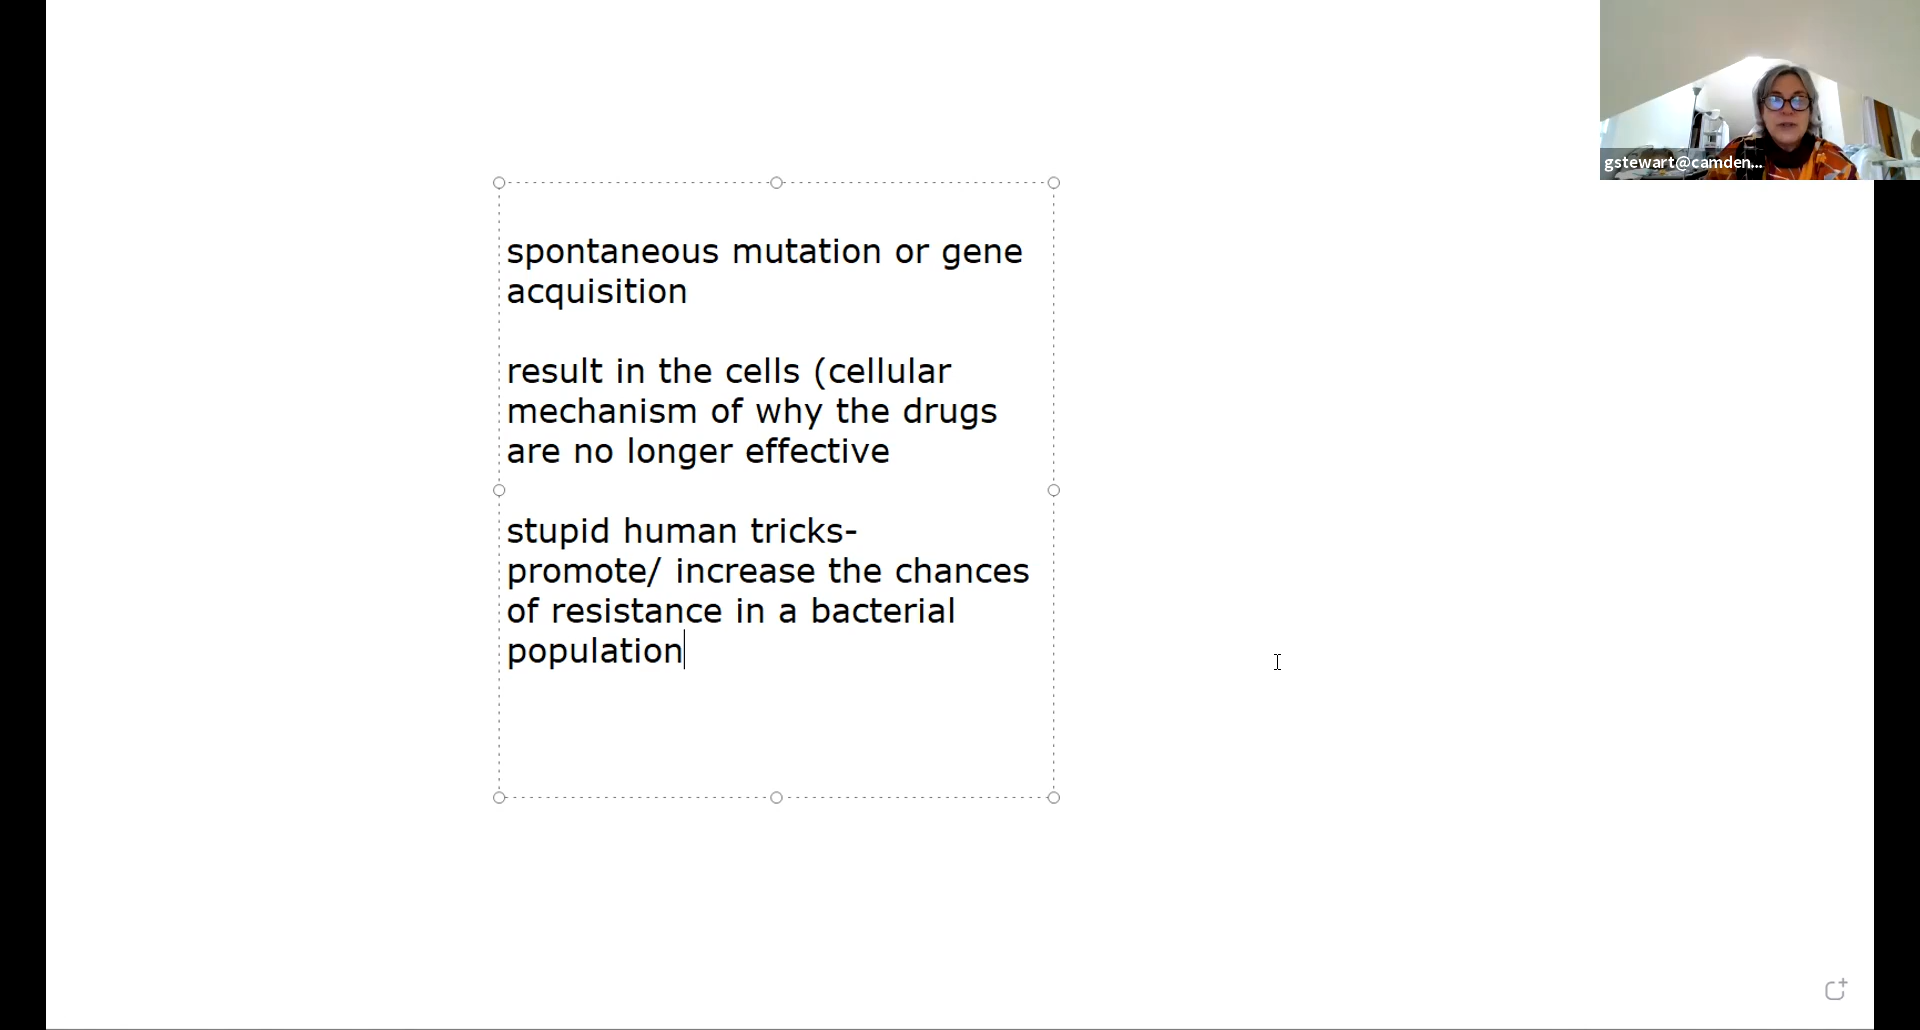 gstewart@camden...
spontaneous mutation or gene
acquisition
result in the cells (cellular
mechanism of why the drugs
are no longer effective
stupid human tricks-
promote/ increase the chances
of resistance in a bacterial
population